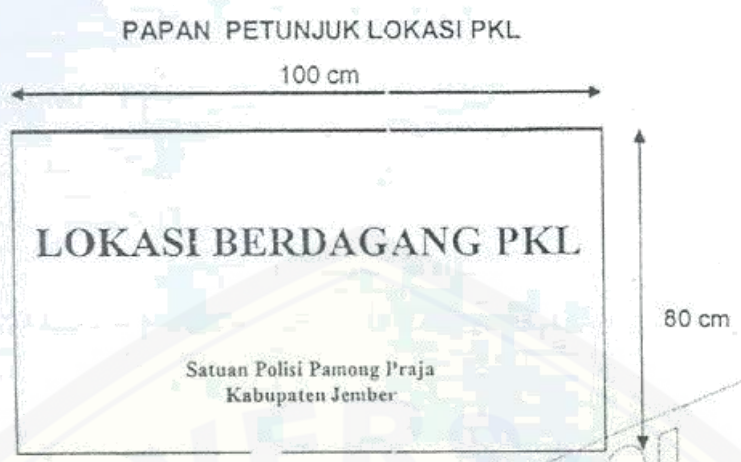 PAPAN PETUNJUK LOKASI PKL
100 cm
LOKASI BERDAGANG PKL
80 cm
Satuan Polisi Pamong Praja
Kabupaten Jember